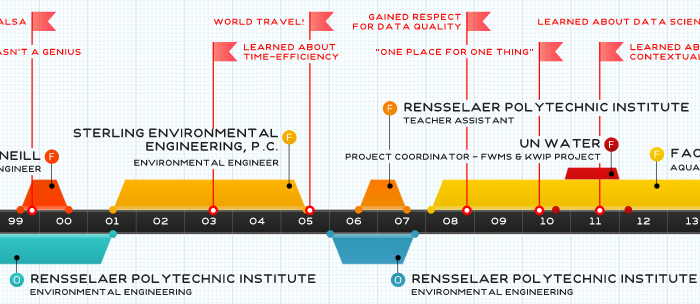 ALSA
WORLD TRAVEL!
GAINED RESPECT
FOR DATA QUALITY
LEARNED ABOUT DATA SCIEN
ASN'T A GENIUS
LEARNED ABOUT
TIME-EFFICIENCY
"ONE PLACE FOR ONE THING"
LEARNED AB
CONTEXTUAL
F RENSSELAER POLYTECHNIC INSTITUTE
TEACHER ASSISTANT
STERLING ENVIRONMENTAL F
ENGINEERING, P.C.
ENVIRONMENTAL ENGINEER
UN WATER F
PROJECT COORDINATOR - FWMS & KWIP PROJECT
NEILL F
NGINEER
F FAC
AQUA
99 00 01 02 03 04 05 06 07 08 09 10 11 12 13
O RENSSELAER POLYTECHNIC INSTITUTE
ENVIRONMENTAL ENGINEERING
O RENSSELAER POLYTECHNIC INSTITUTE
ENVIRONMENTAL ENGINEERING